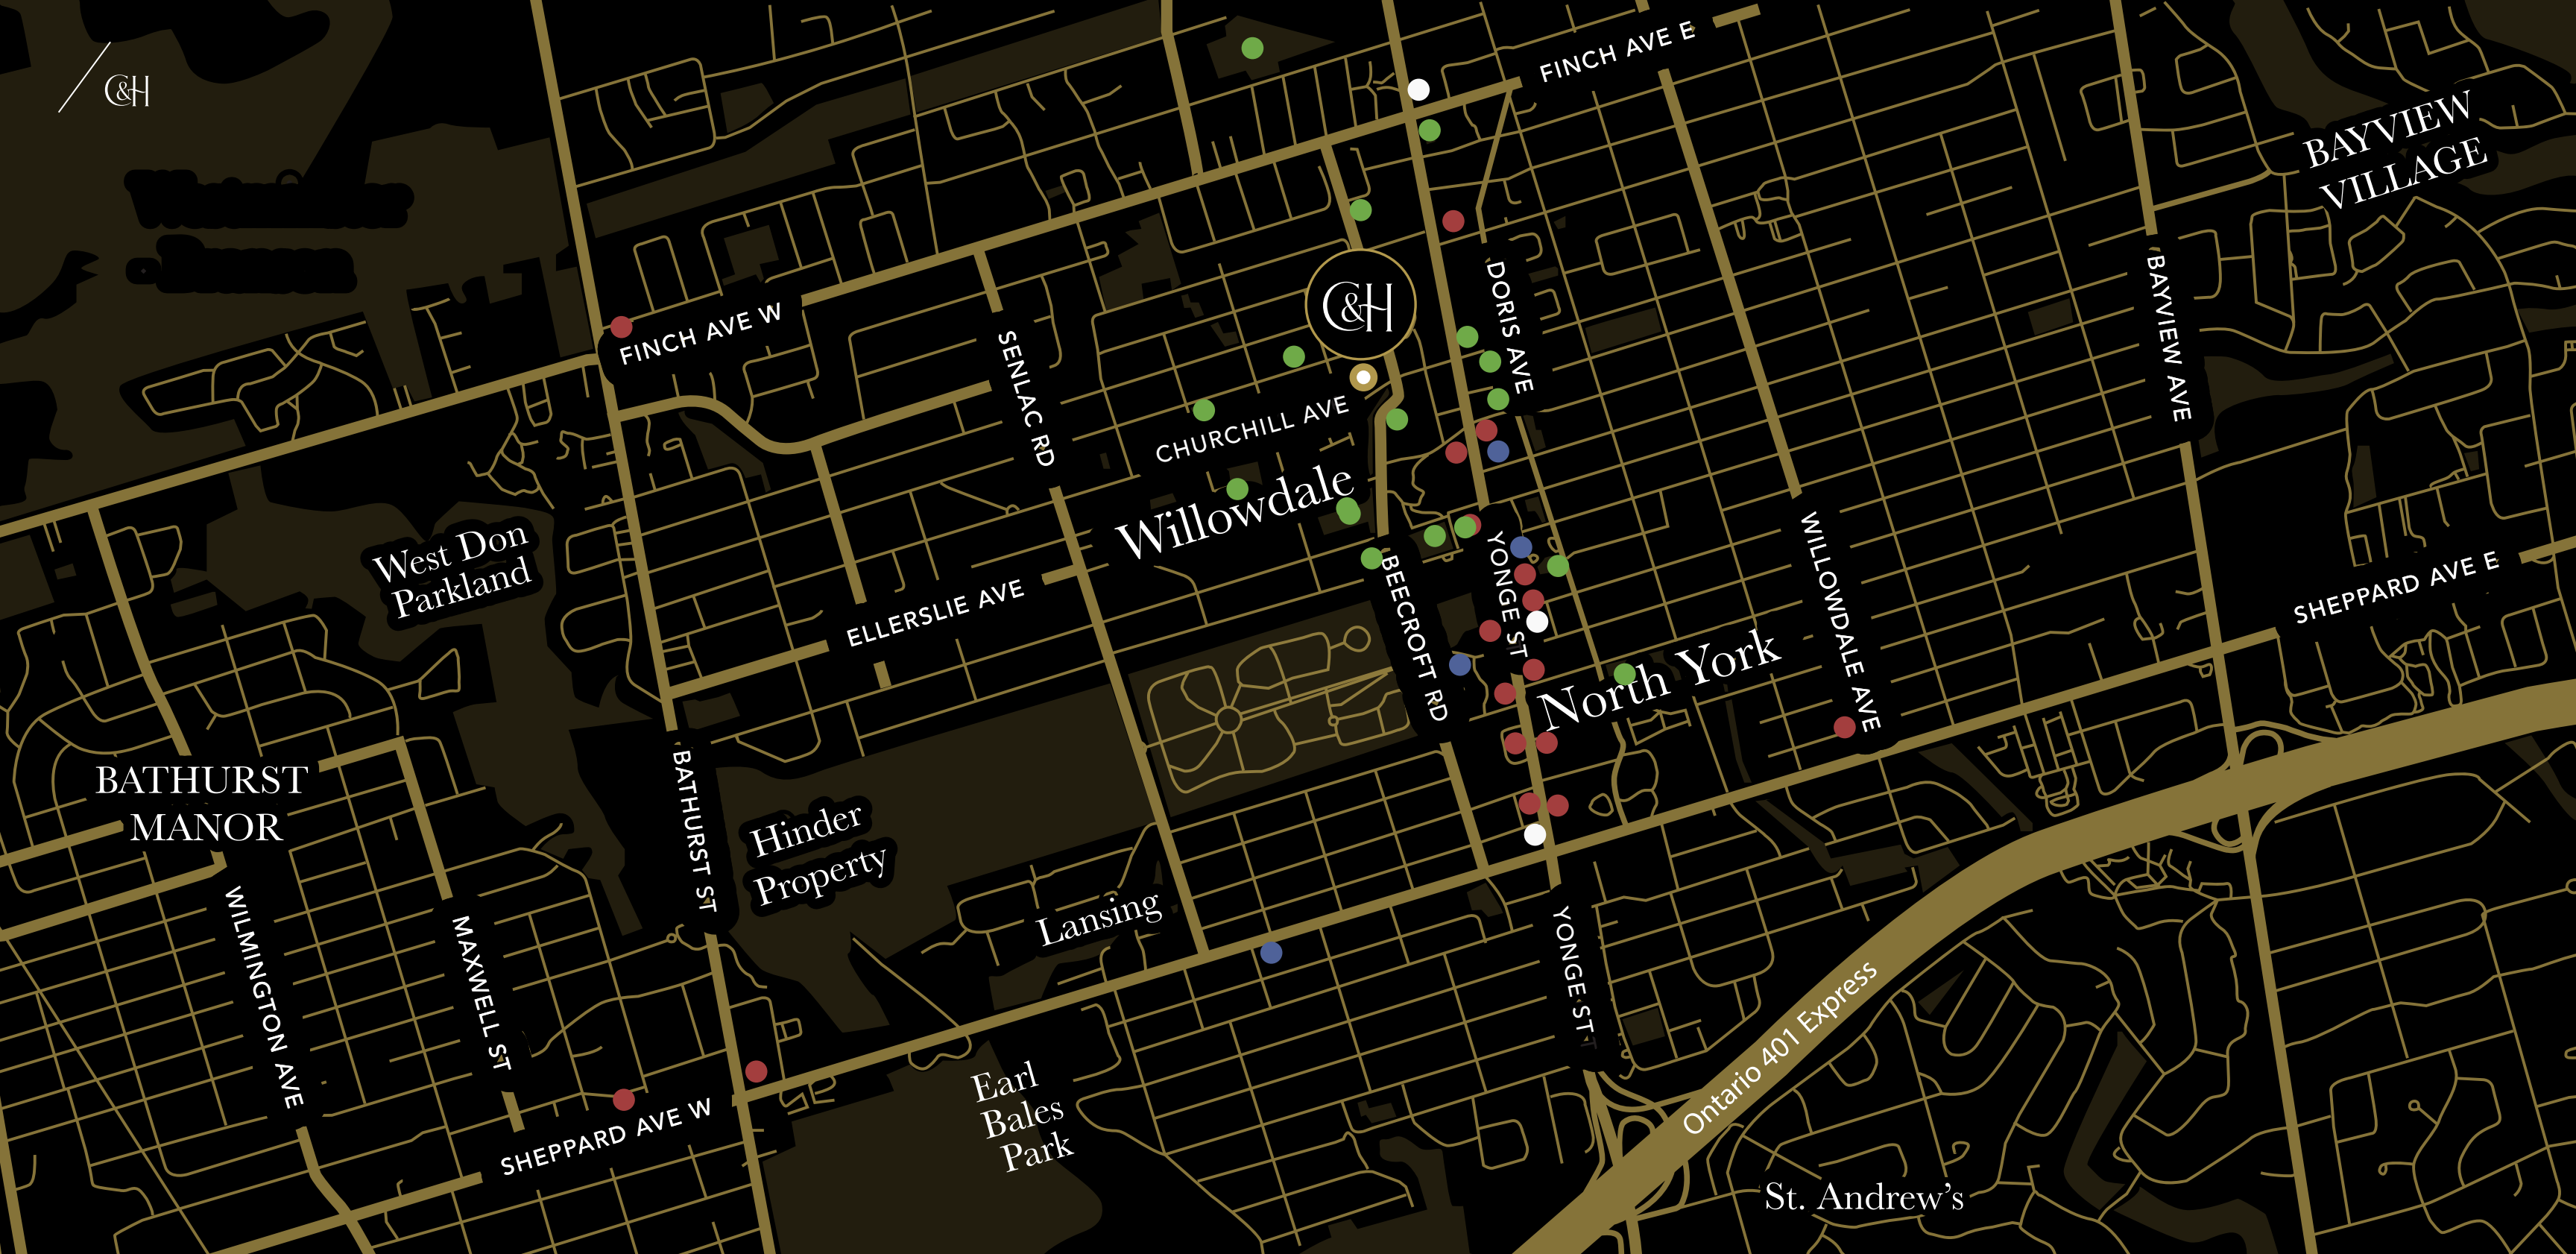 C&H
FINCH AVE E
BAYVIEW
VILLAGE
C&H
DORIS AVE
BAYVIEW AVE
FINCH AVE W
SENLAC RD
CHURCHILL AVE
Willowdale
West Don
Parkland
ELLERSLIE AVE
BEECROFT RD
YONGE ST
WILLOWDALE AVE
SHEPPARD AVE E
North York
BATHURST
MANOR
BATHURST ST
Hinder
Property
Lansing
WILMINGTON AVE
MAXWELL ST
YONGE ST
Ontario 401 Express
Earl
Bales
Park
SHEPPARD AVE W
St. Andrew’s